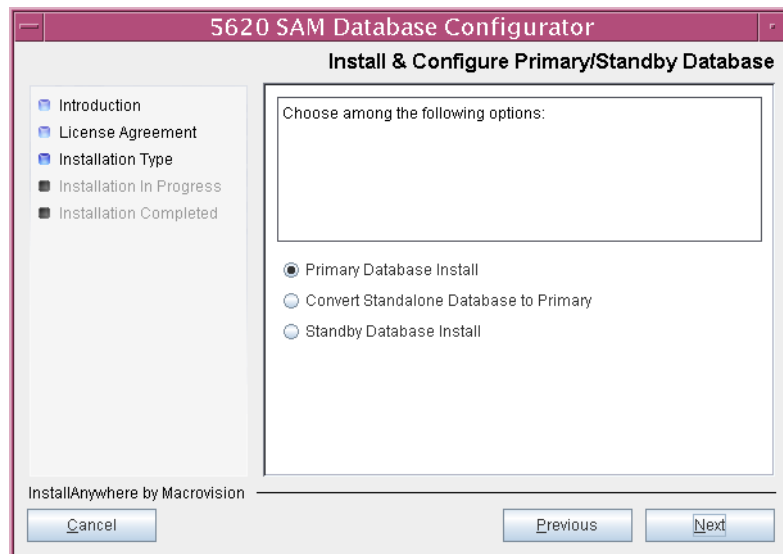 5620 SAM Database Configurator
Install & Configure Primary/Standby Database
Introduction
License Agreement
Installation Type
Installation In Progress
Installation Completed
Choose among the following options:
Primary Database Install
Convert Standalone Database to Primary
Standby Database Install
InstallAnywhere by Macrovision
Cancel
Previous
Next